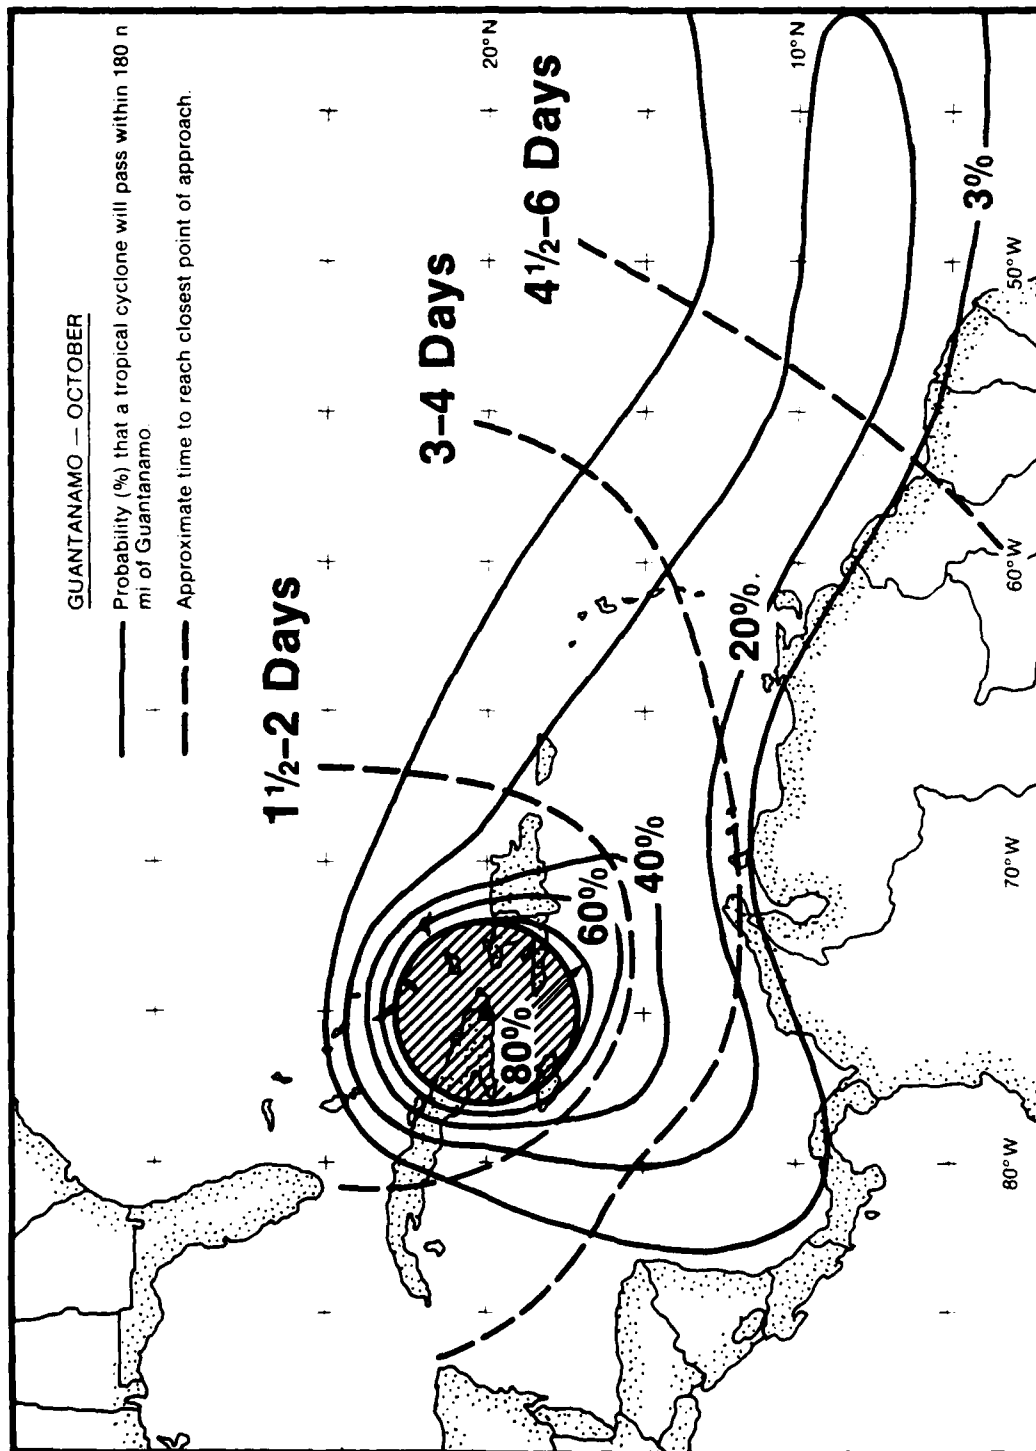 GUANTANAMO — OCTOBER
Probability (%) that a tropical cyclone will pass within 180 n
mi of Guantanamo.
Approximate time to reach closest point of approach.
1½–2 Days
3–4 Days
4½–6 Days
20°N
10°N
80%
60%
40%
20%.
3%
80°W
70°W
60°W
50°W